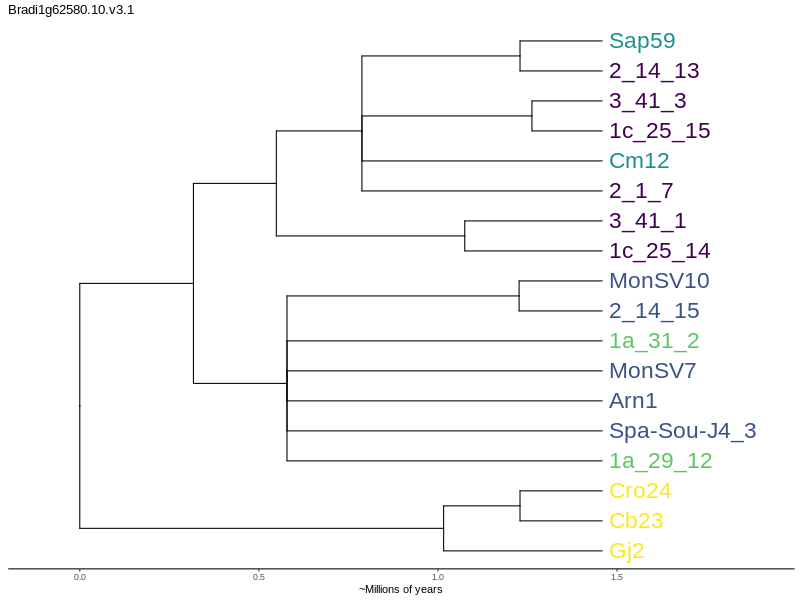 Bradi1g62580.10.v3.1
Sap59
2_14_13
3_41_3
1c_25_15
Cm12
2_1_7
3_41_1
1c_25_14
MonSV10
2_14_15
1a_31_2
MonSV7
Arn1
Spa-Sou-J4_3
1a_29_12
Cro24
Cb23
Gj2
0.0 0.5 1.0 1.5
~Millions of years